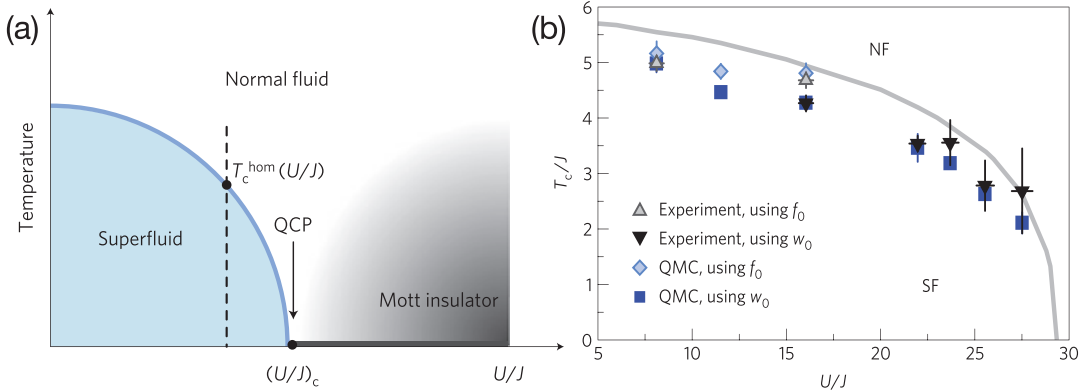 (a)
Temperature
Normal fluid
T_c^hom (U/J)
QCP
Superfluid
Mott insulator
(U/J)_c
U/J
(b)
6
5
4
3
2
1
0
T_c/J
NF
Experiment, using f_0
Experiment, using w_0
QMC, using f_0
QMC, using w_0
SF
5
10
15
20
25
30
U/J